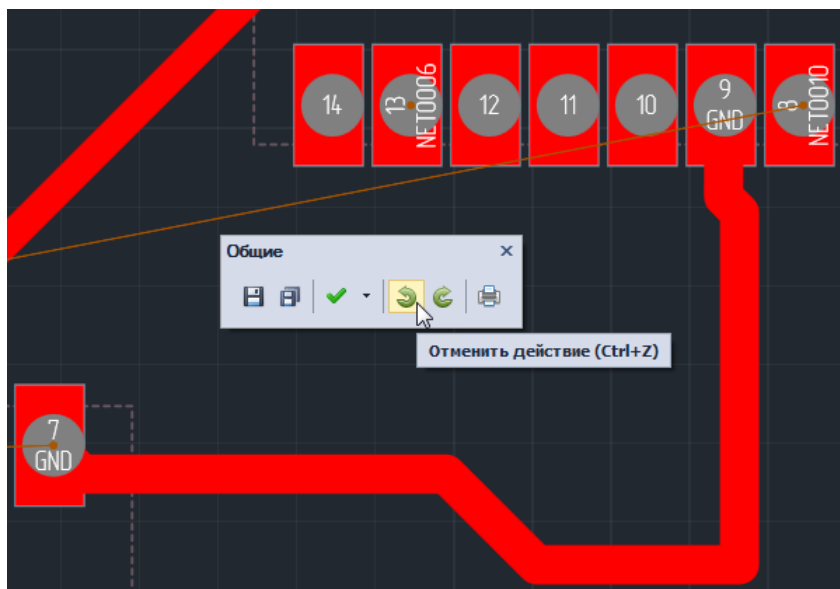 14
13
NET0006
12
11
10
9
GND
8
NET0010
Общие
Отменить действие (Ctrl+Z)
7
GND